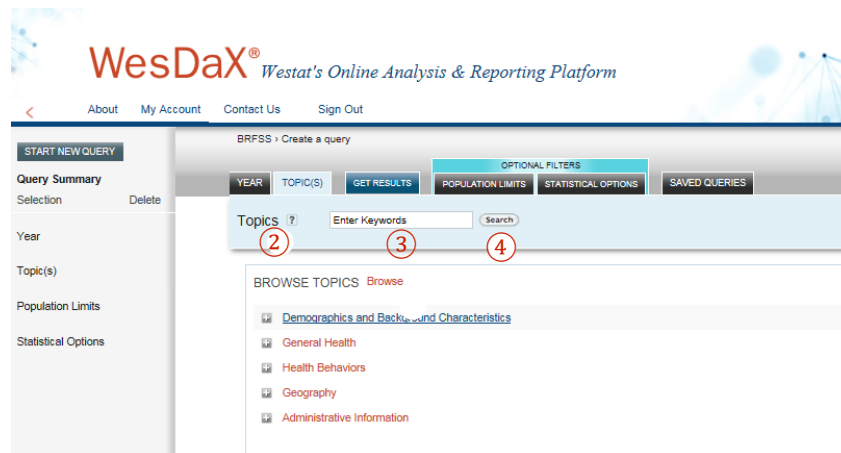 WesDaX® Westat's Online Analysis & Reporting Platform
< About My Account Contact Us Sign Out
START NEW QUERY
Query Summary
Selection Delete
Year
Topic(s)
Population Limits
Statistical Options
BRFSS › Create a query
OPTIONAL FILTERS
YEAR TOPIC(S) GET RESULTS POPULATION LIMITS STATISTICAL OPTIONS SAVED QUERIES
Topics ? Enter Keywords Search
② ③ ④
BROWSE TOPICS Browse
Demographics and Background Characteristics
General Health
Health Behaviors
Geography
Administrative Information